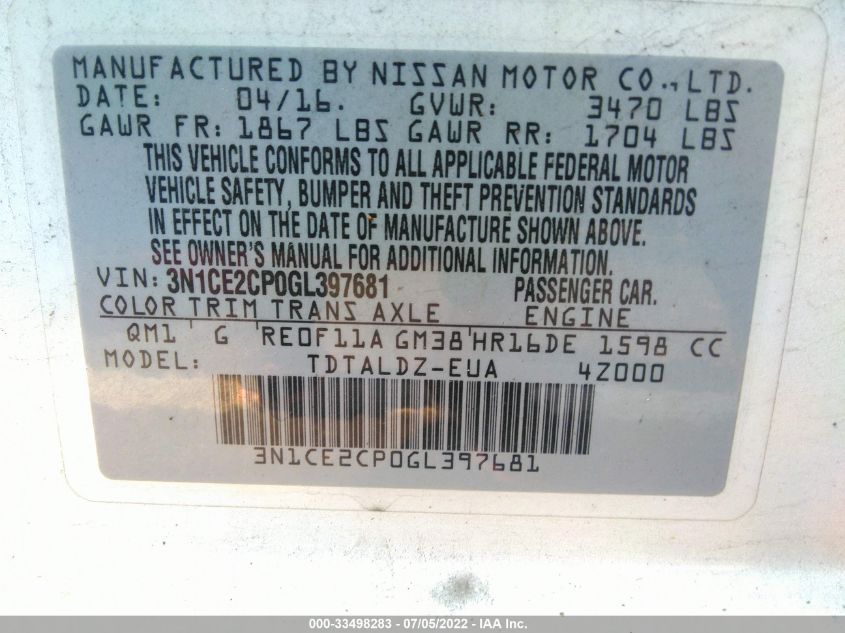 MANUFACTURED BY NISSAN MOTOR CO., LTD.
DATE: 04/16. GVWR: 3470 LBS
GAWR FR: 1867 LBS GAWR RR: 1704 LBS
THIS VEHICLE CONFORMS TO ALL APPLICABLE FEDERAL MOTOR
VEHICLE SAFETY, BUMPER AND THEFT PREVENTION STANDARDS
IN EFFECT ON THE DATE OF MANUFACTURE SHOWN ABOVE.
SEE OWNER'S MANUAL FOR ADDITIONAL INFORMATION.
VIN: 3N1CE2CP0GL397681 PASSENGER CAR.
COLOR TRIM TRANS AXLE ENGINE
QM1 G RE0F11A GM38 HR16DE 1598 CC
MODEL: TDTALDZ-EUA 4Z000
3N1CE2CP0GL397681
000-33498283 - 07/05/2022 - IAA Inc.